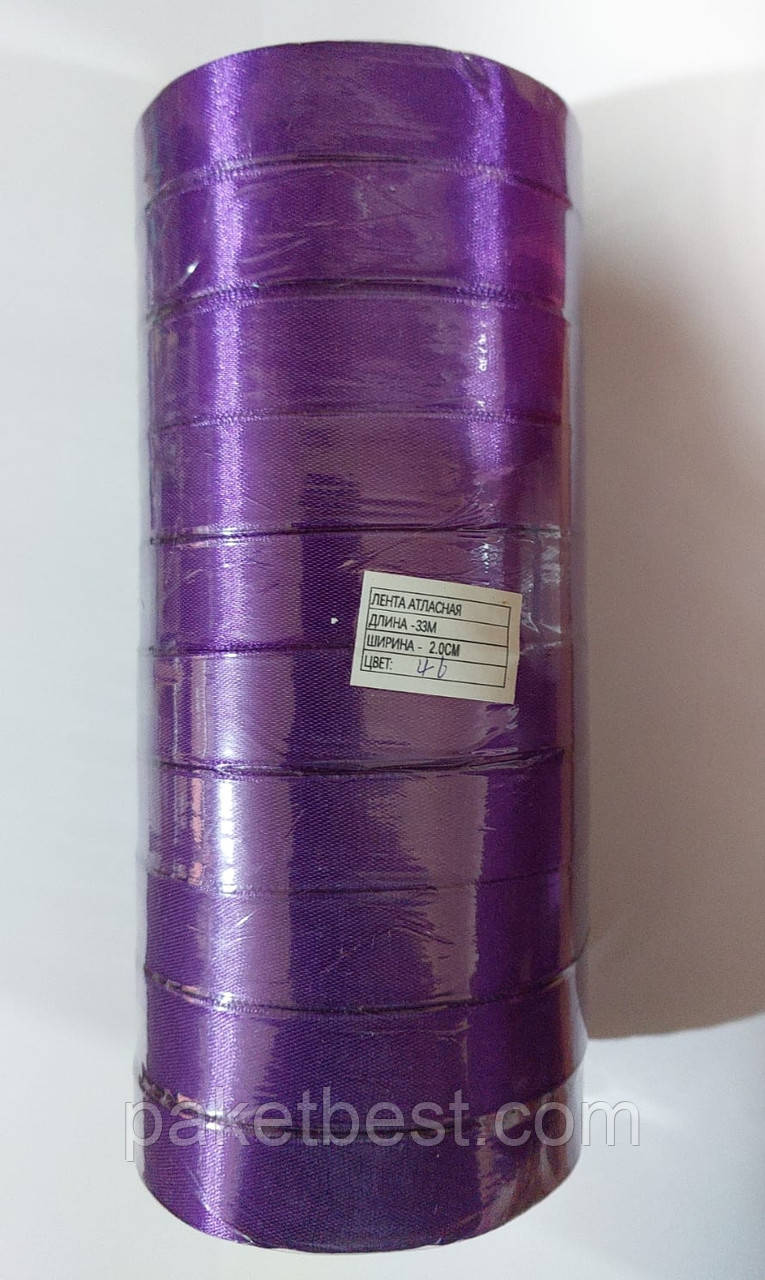 ЛЕНТА АТЛАСНАЯ
ДЛИНА -33М
ШИРИНА - 2.0СМ
ЦВЕТ: 46
paketbest.com